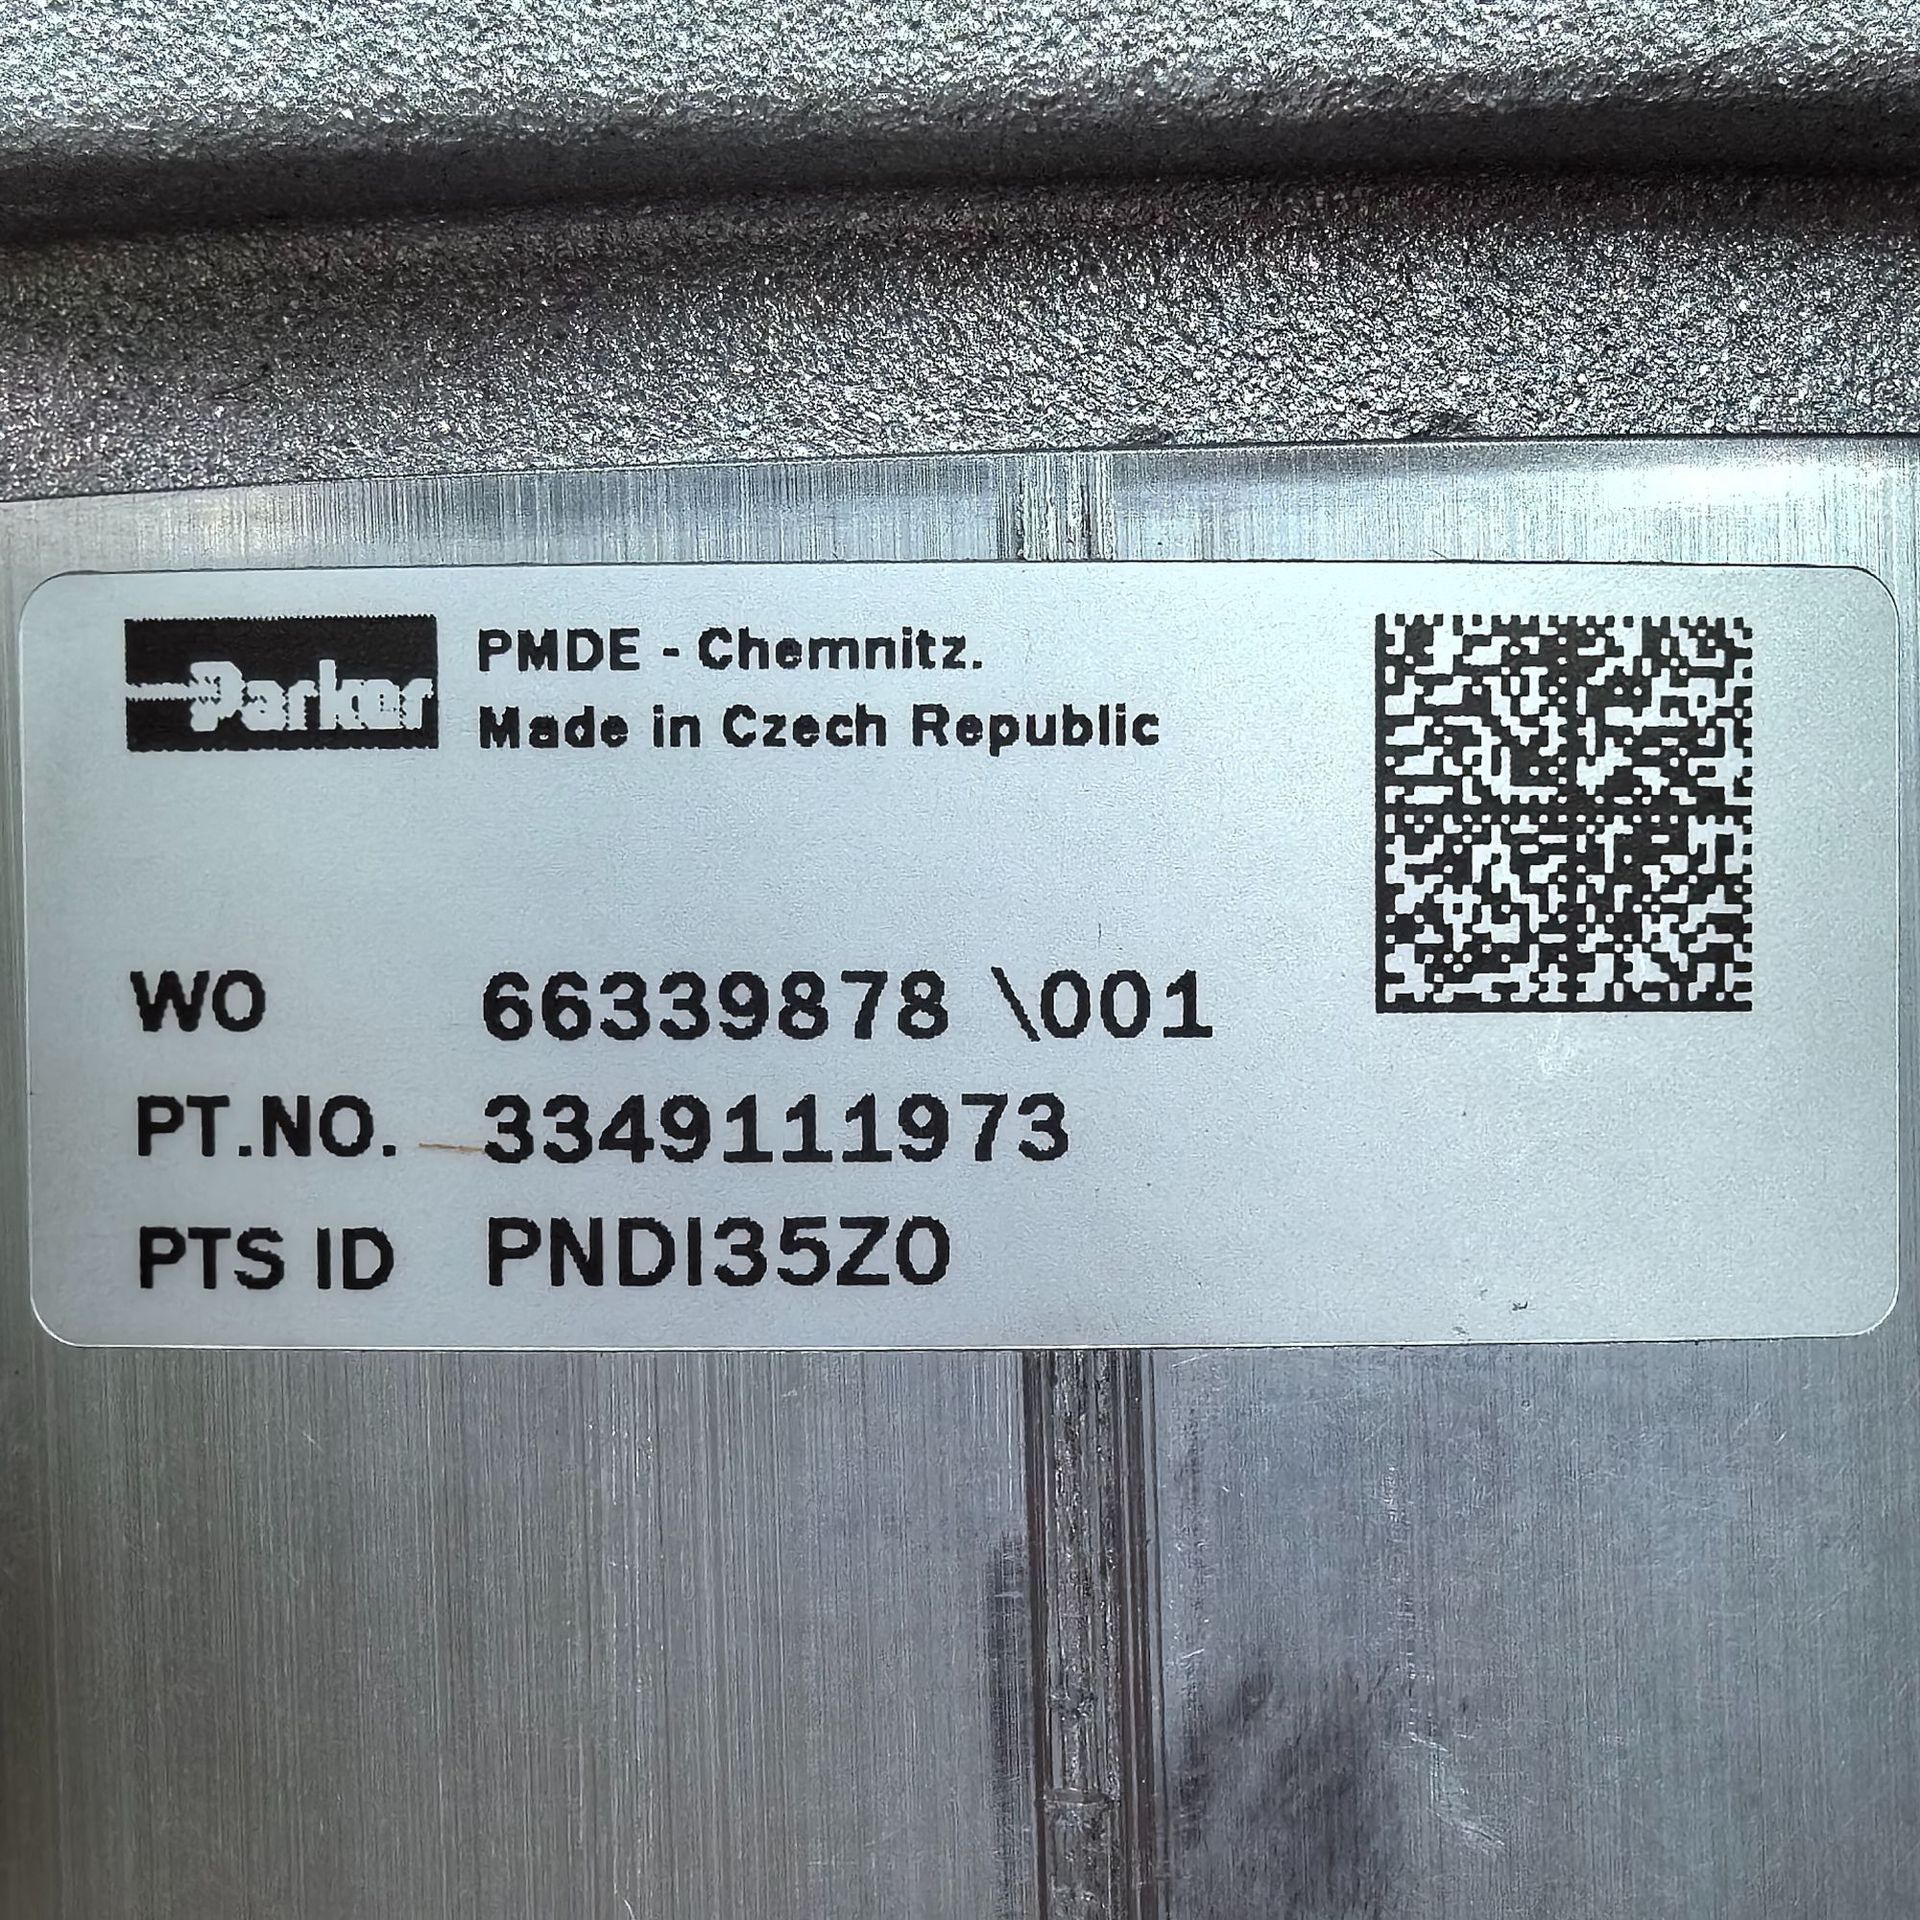 Parker
PMDE - Chemnitz.
Made in Czech Republic
WO 66339878 \001
PT.NO. 3349111973
PTS ID PNDI35Z0